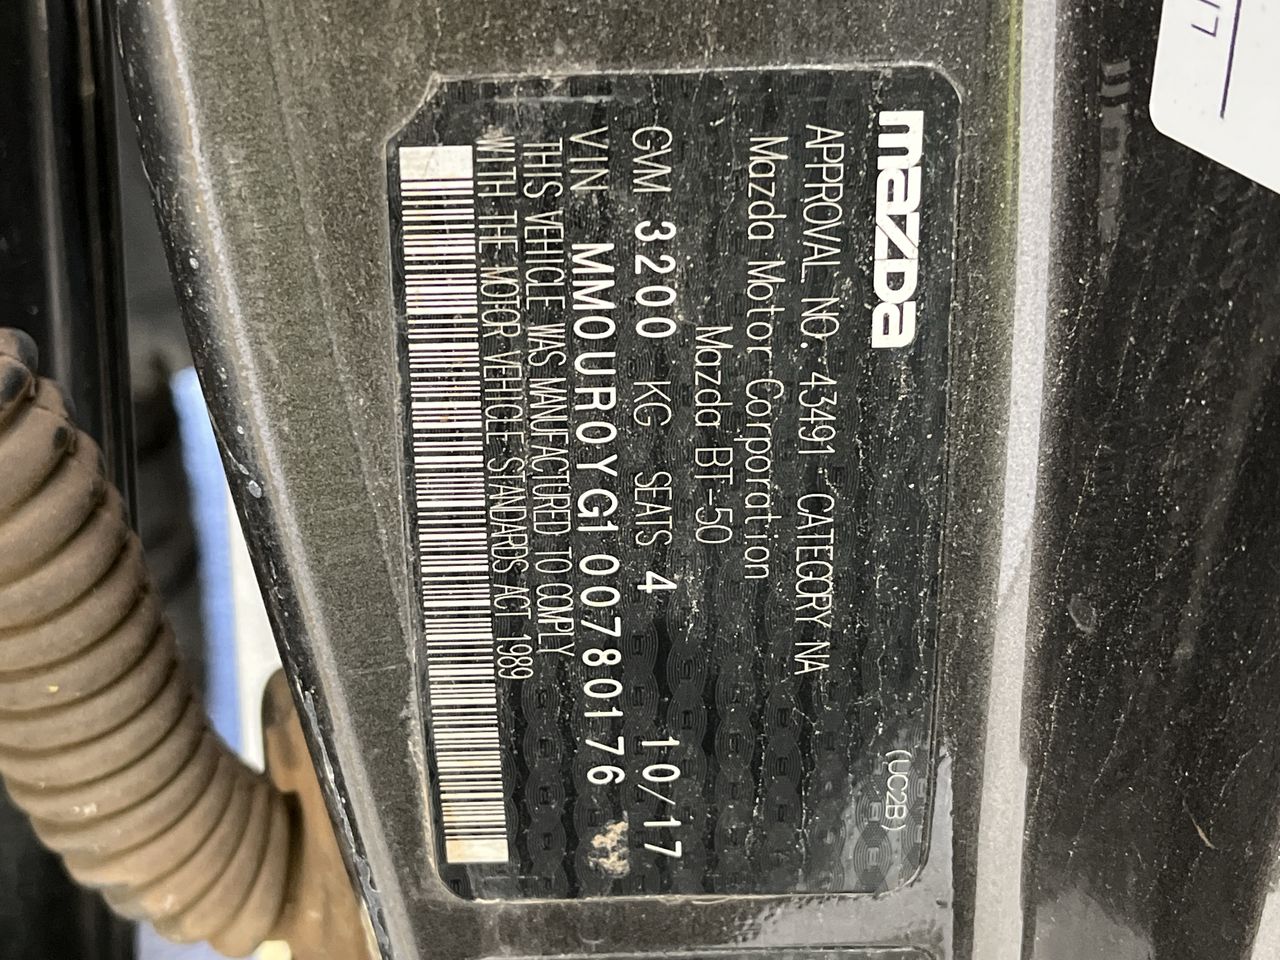 mazda
(UC2B)
APPROVAL NO. 43491 CATEGORY NA
Mazda Motor Corporation
Mazda BT-50
GVM 3200 KG SEATS 4 10/17
VIN MM0UR0YG100780176
THIS VEHICLE WAS MANUFACTURED TO COMPLY
WITH THE MOTOR VEHICLE STANDARDS ACT 1989